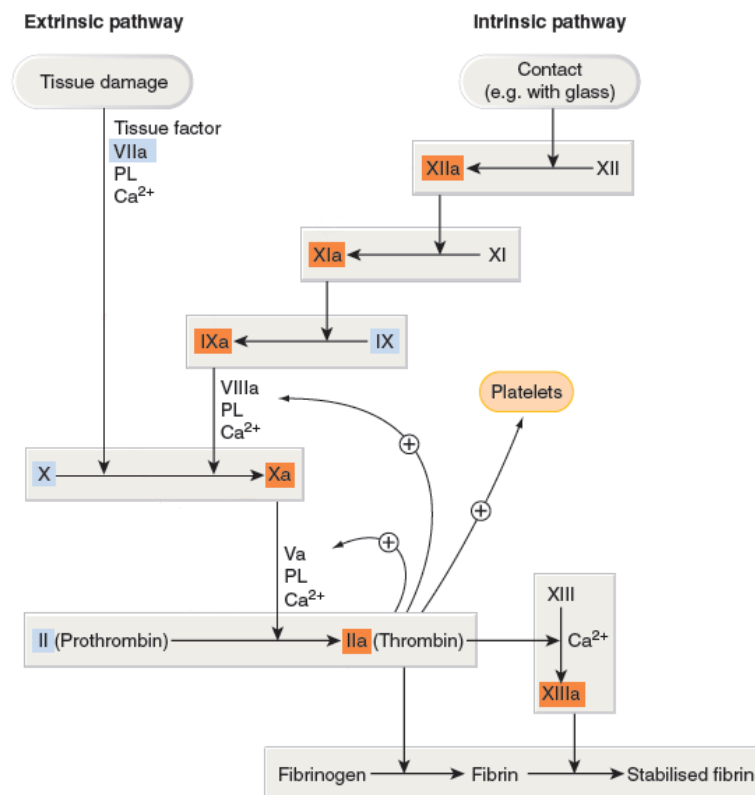 Extrinsic pathway
Intrinsic pathway
Tissue damage
Contact
(e.g. with glass)
Tissue factor
VIIa
PL
Ca²⁺
XIIa
XII
XIa
XI
IXa
IX
VIIIa
PL
Ca²⁺
Platelets
+
+
X
Xa
Va
PL
Ca²⁺
+
XIII
Ca²⁺
XIIIa
II (Prothrombin)
IIa (Thrombin)
Fibrinogen
Fibrin
Stabilised fibrin